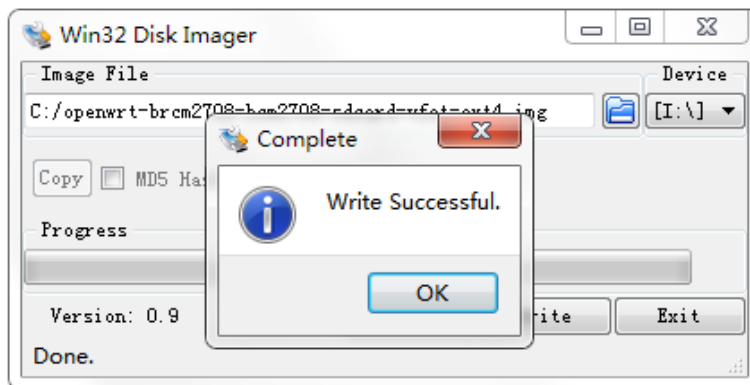 Win32 Disk Imager
Image File
Device
C:/openwrt-brcm2708-bcm2708-sdcard-vfat-ext4.img
[I:\]
Complete
Copy
MD5 Ha
Write Successful.
Progress
OK
Version: 0.9
rite
Exit
Done.